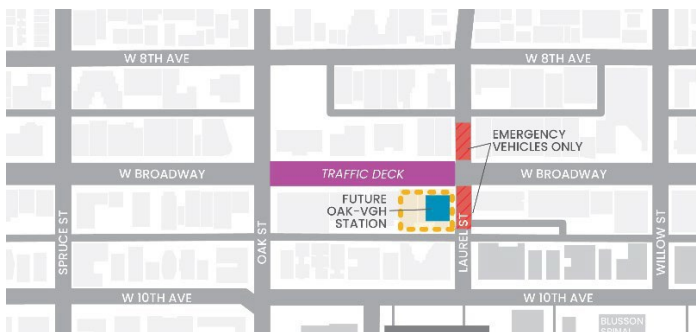 W 8TH AVE
W 8TH AVE
EMERGENCY
VEHICLES ONLY
W BROADWAY
TRAFFIC DECK
W BROADWAY
FUTURE
OAK-VGH
STATION
SPRUCE ST
OAK ST
LAUREL ST
WILLOW ST
W 10TH AVE
W 10TH AVE
BLUSSON
SPINAL